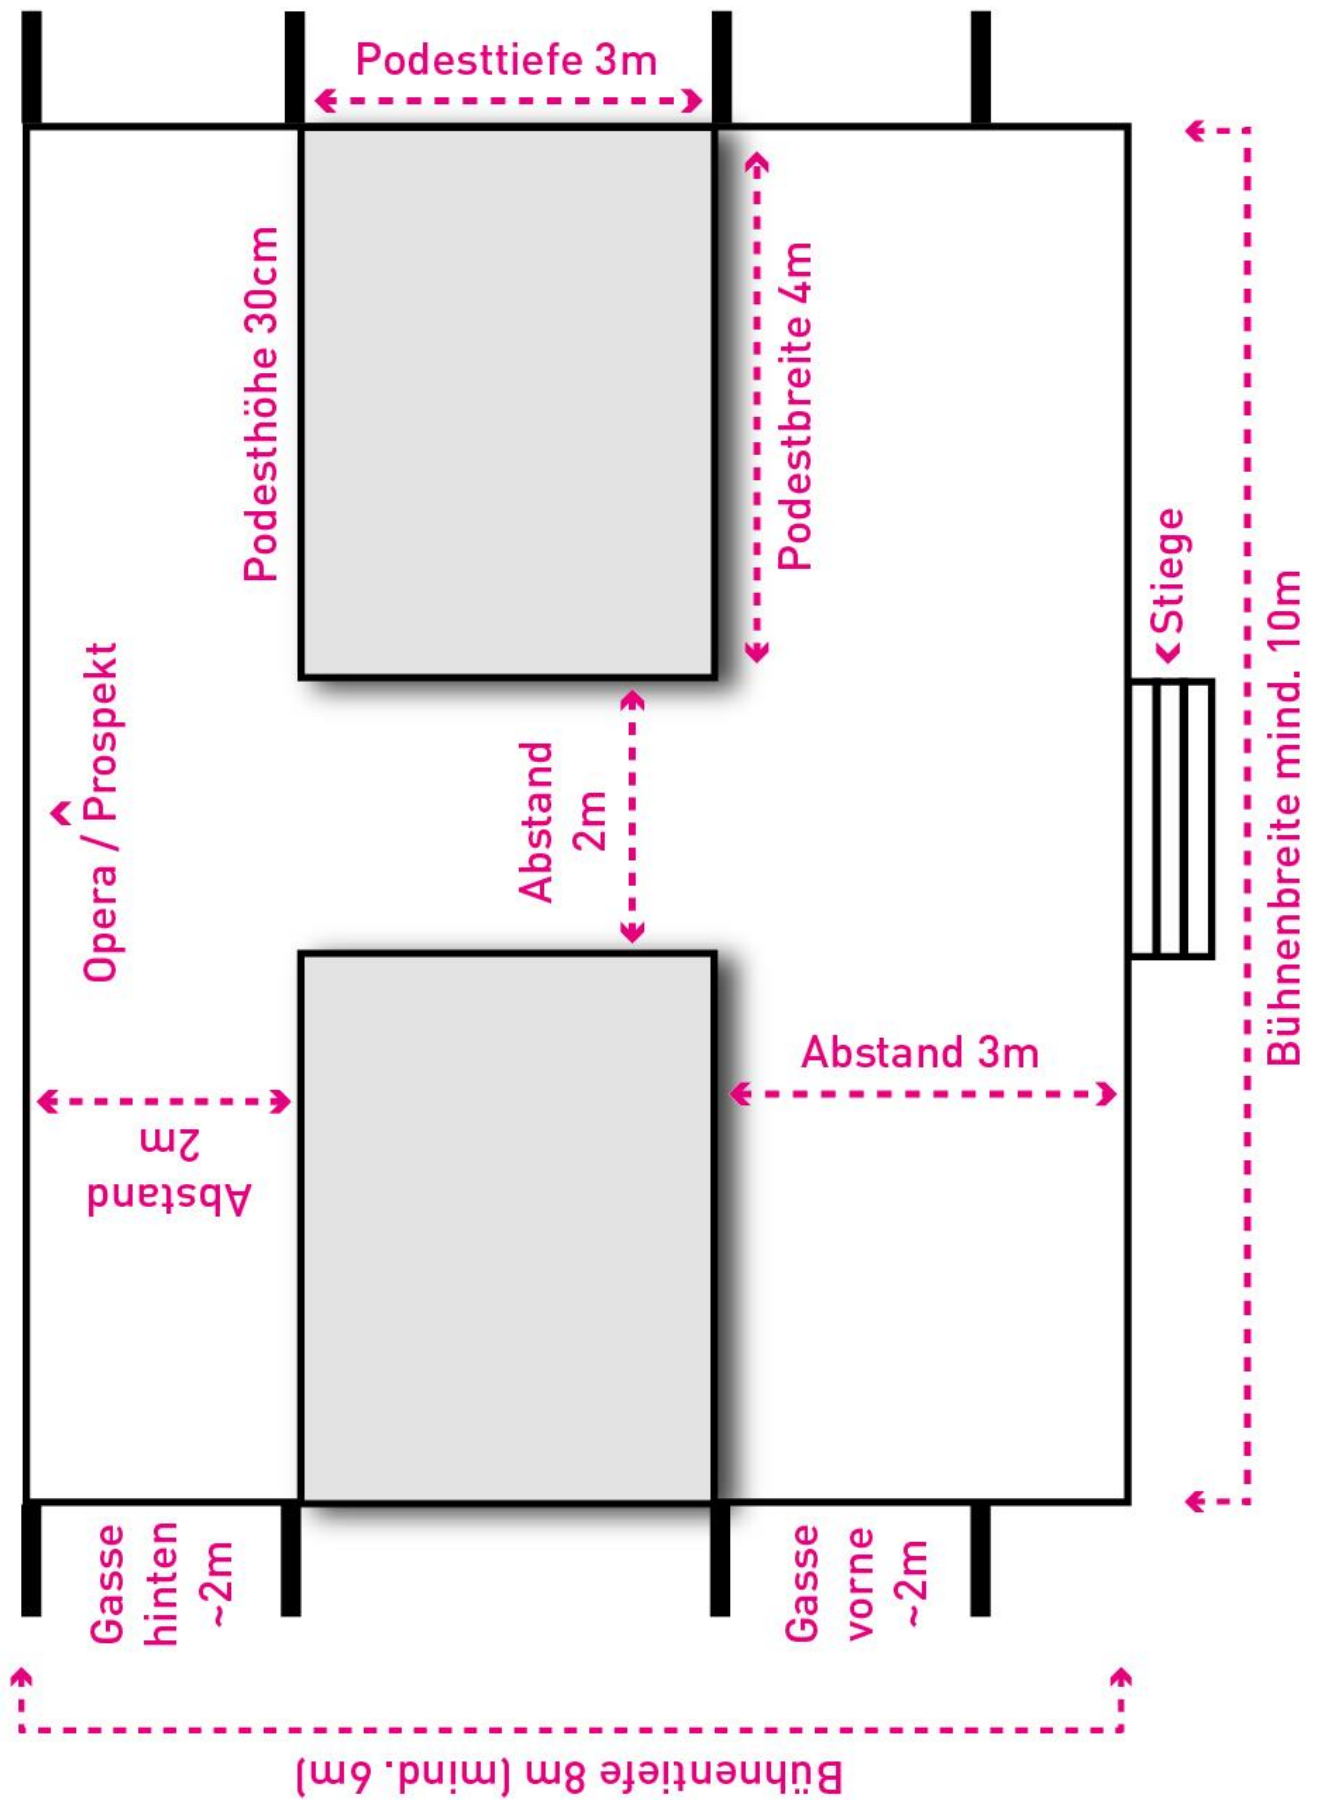 Podesttiefe 3m
Podesthöhe 30cm
Podestbreite 4m
Stiege
Bühnenbreite mind. 10m
Opera / Prospekt
Abstand
2m
Abstand 3m
Abstand
2m
Gasse
hinten
~2m
Gasse
vorne
~2m
Bühnentiefe 8m (mind. 6m)